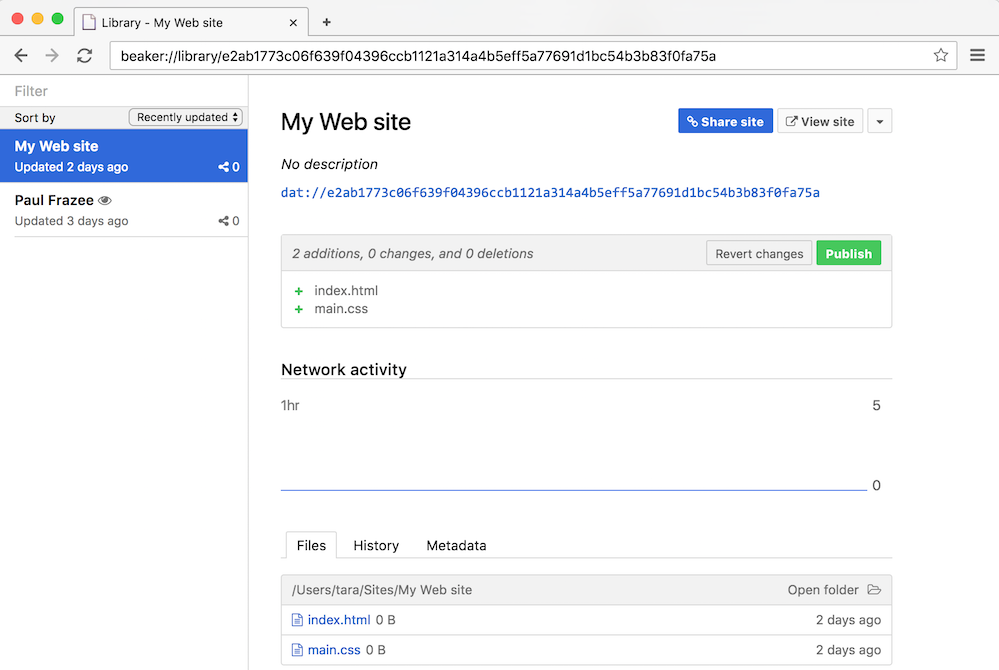 Library - My Web site
beaker://library/e2ab1773c06f639f04396ccb1121a314a4b5eff5a77691d1bc54b3b83f0fa75a
Filter
Sort by Recently updated
My Web site
Updated 2 days ago 0
Paul Frazee
Updated 3 days ago 0
My Web site
Share site View site
No description
dat://e2ab1773c06f639f04396ccb1121a314a4b5eff5a77691d1bc54b3b83f0fa75a
2 additions, 0 changes, and 0 deletions Revert changes Publish
+ index.html
+ main.css
Network activity
1hr 5
0
Files History Metadata
/Users/tara/Sites/My Web site Open folder
index.html 0 B 2 days ago
main.css 0 B 2 days ago